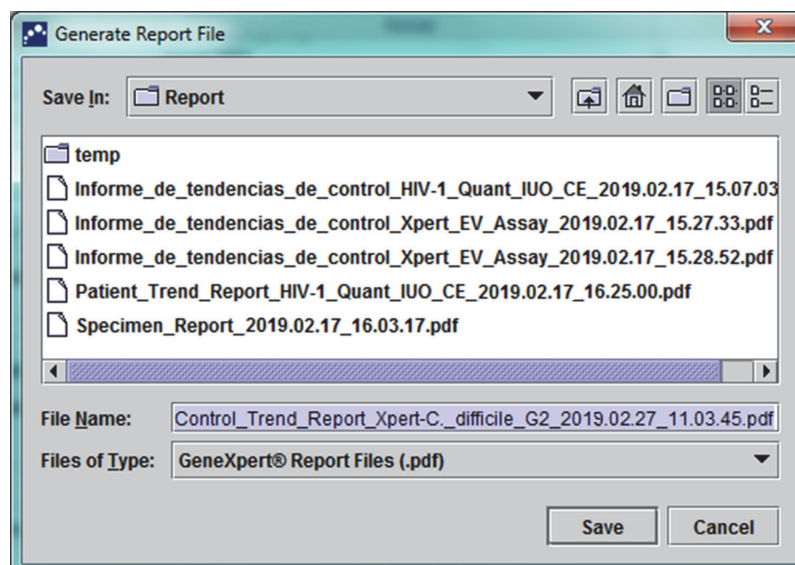 Generate Report File
Save In: Report
temp
Informe_de_tendencias_de_control_HIV-1_Quant_IUO_CE_2019.02.17_15.07.03
Informe_de_tendencias_de_control_Xpert_EV_Assay_2019.02.17_15.27.33.pdf
Informe_de_tendencias_de_control_Xpert_EV_Assay_2019.02.17_15.28.52.pdf
Patient_Trend_Report_HIV-1_Quant_IUO_CE_2019.02.17_16.25.00.pdf
Specimen_Report_2019.02.17_16.03.17.pdf
File Name: Control_Trend_Report_Xpert-C._difficile_G2_2019.02.27_11.03.45.pdf
Files of Type: GeneXpert® Report Files (.pdf)
Save Cancel